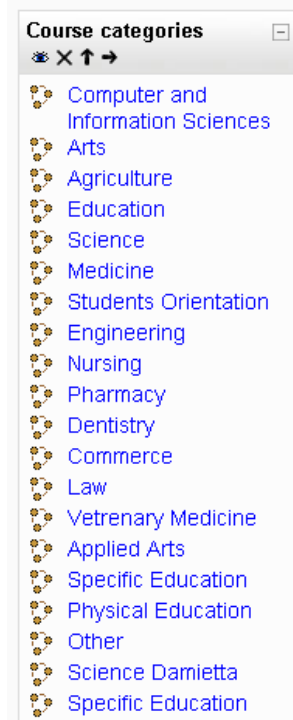 Course categories
Computer and
Information Sciences
Arts
Agriculture
Education
Science
Medicine
Students Orientation
Engineering
Nursing
Pharmacy
Dentistry
Commerce
Law
Vetrenary Medicine
Applied Arts
Specific Education
Physical Education
Other
Science Damietta
Specific Education